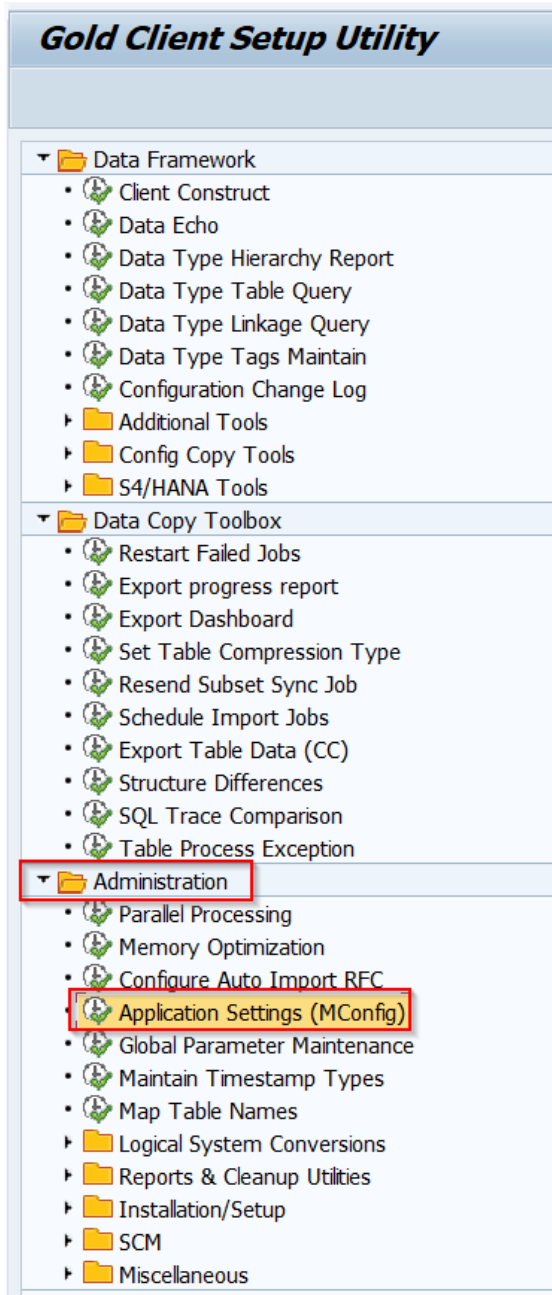 Gold Client Setup Utility
Data Framework
Client Construct
Data Echo
Data Type Hierarchy Report
Data Type Table Query
Data Type Linkage Query
Data Type Tags Maintain
Configuration Change Log
Additional Tools
Config Copy Tools
S4/HANA Tools
Data Copy Toolbox
Restart Failed Jobs
Export progress report
Export Dashboard
Set Table Compression Type
Resend Subset Sync Job
Schedule Import Jobs
Export Table Data (CC)
Structure Differences
SQL Trace Comparison
Table Process Exception
Administration
Parallel Processing
Memory Optimization
Configure Auto Import RFC
Application Settings (MConfig)
Global Parameter Maintenance
Maintain Timestamp Types
Map Table Names
Logical System Conversions
Reports & Cleanup Utilities
Installation/Setup
SCM
Miscellaneous